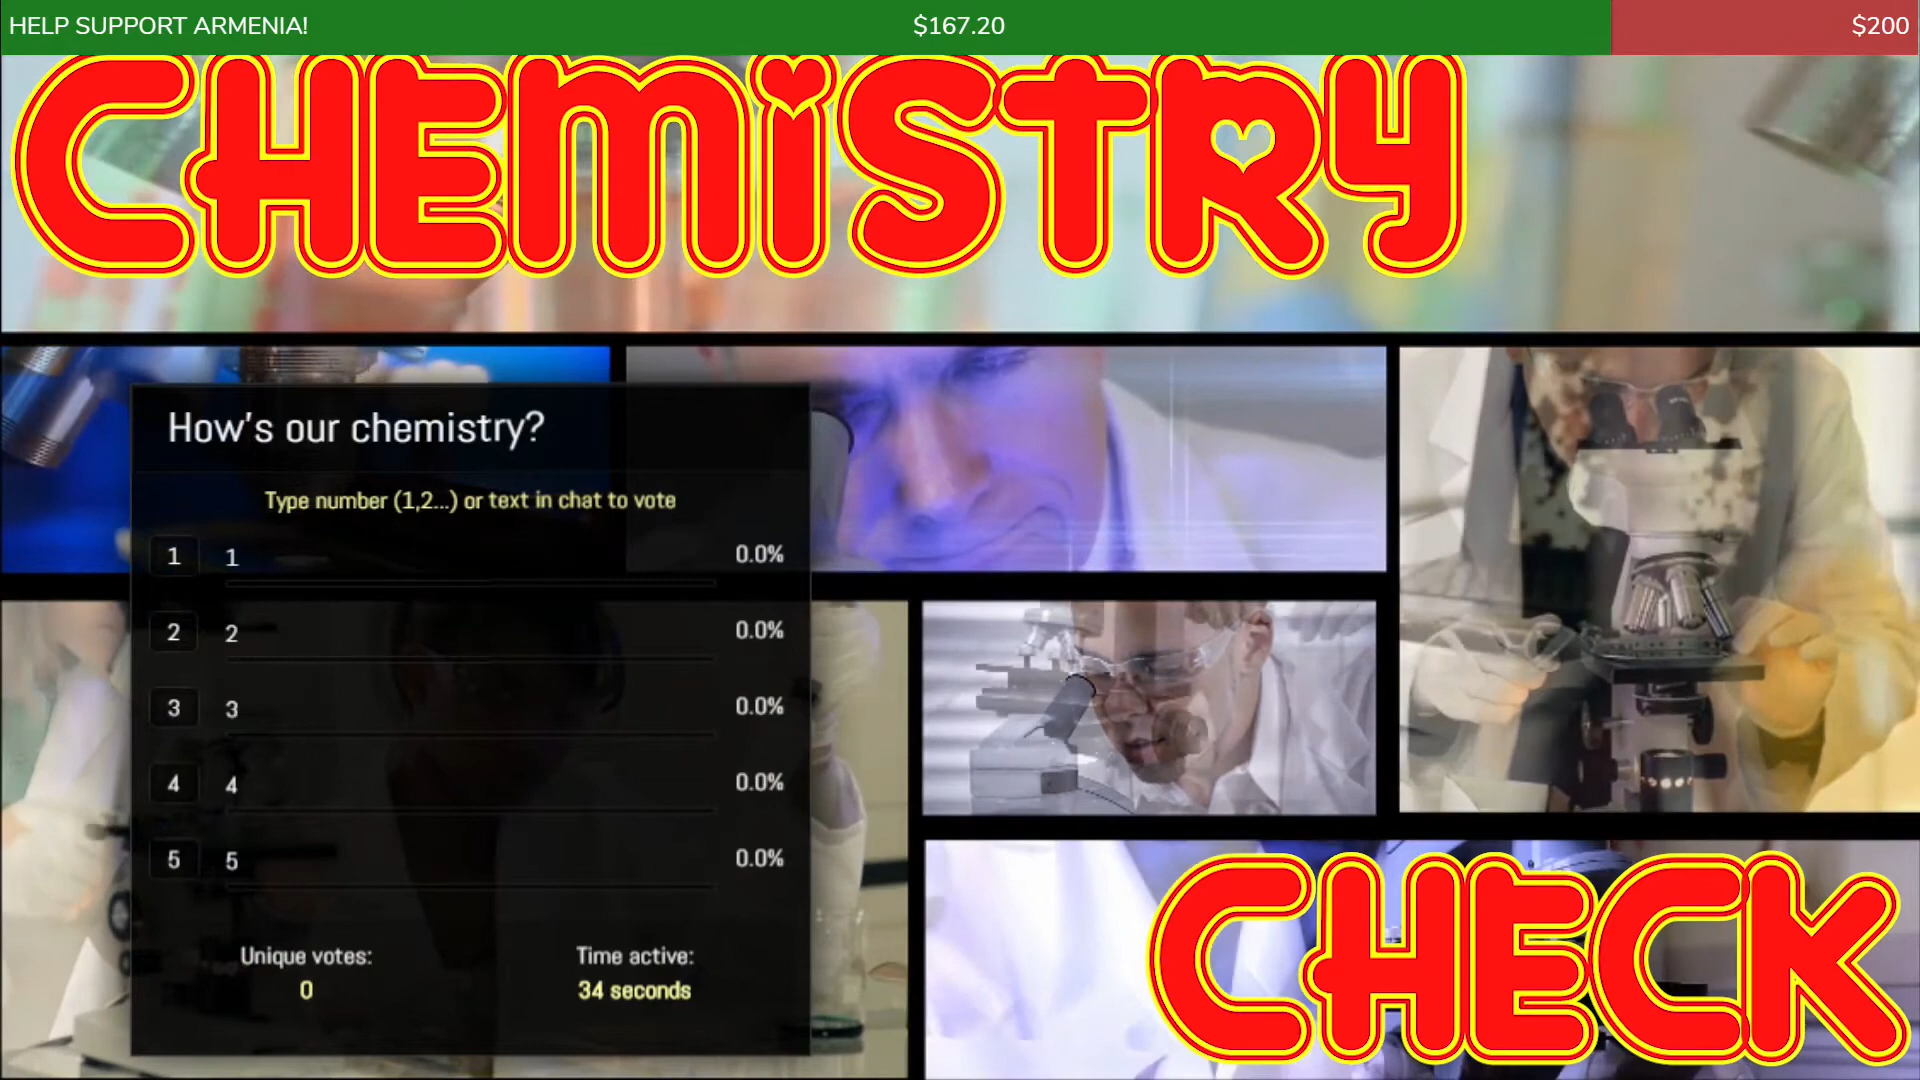 HELP SUPPORT ARMENIA! $167.20 $200
CHEMiSTRY
How's our chemistry?
Type number (1,2...) or text in chat to vote
1 1 0.0%
2 2 0.0%
3 3 0.0%
4 4 0.0%
5 5 0.0%
Unique votes: Time active:
0 34 seconds
CHECK